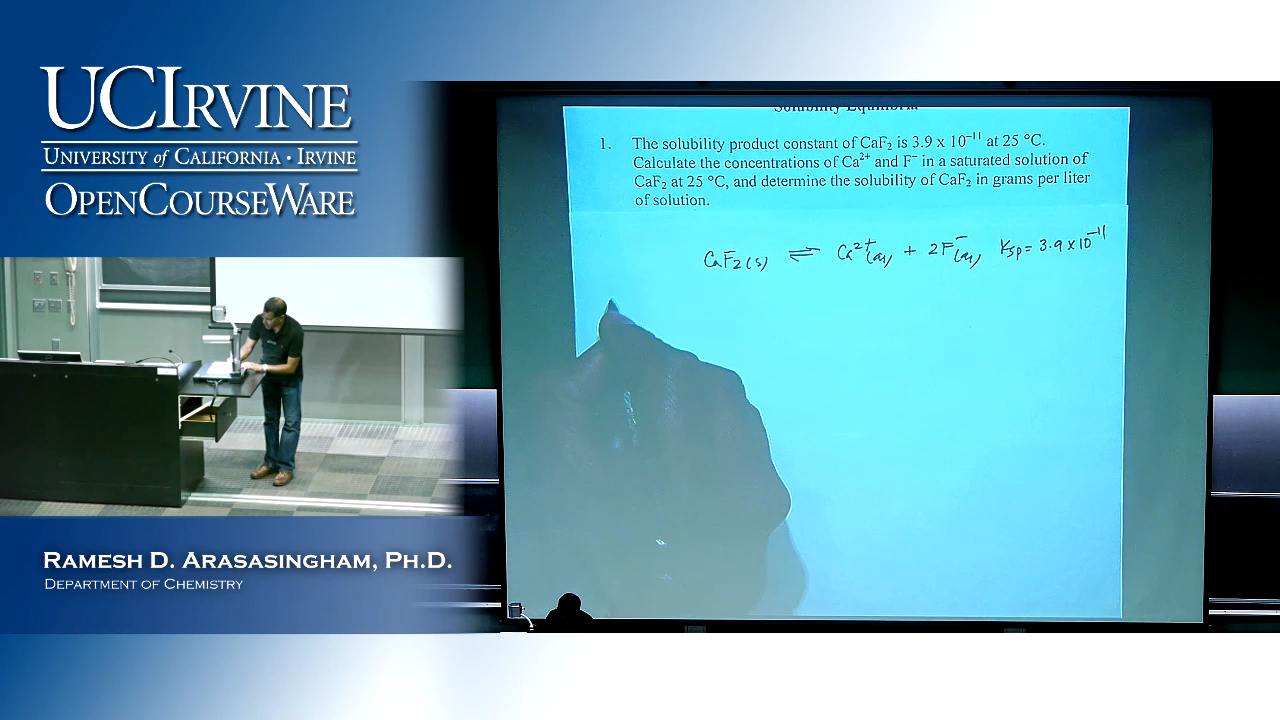 UCIRVINE
UNIVERSITY of CALIFORNIA · IRVINE
OPENCOURSEWARE
Solubility Equilibria
1. The solubility product constant of CaF₂ is 3.9 x 10⁻¹¹ at 25 °C.
Calculate the concentrations of Ca²⁺ and F⁻ in a saturated solution of
CaF₂ at 25 °C, and determine the solubility of CaF₂ in grams per liter
of solution.
CaF₂(s) ⇌ Ca²⁺(aq) + 2F⁻(aq) Ksp = 3.9 x 10⁻¹¹
RAMESH D. ARASASINGHAM, PH.D.
DEPARTMENT OF CHEMISTRY